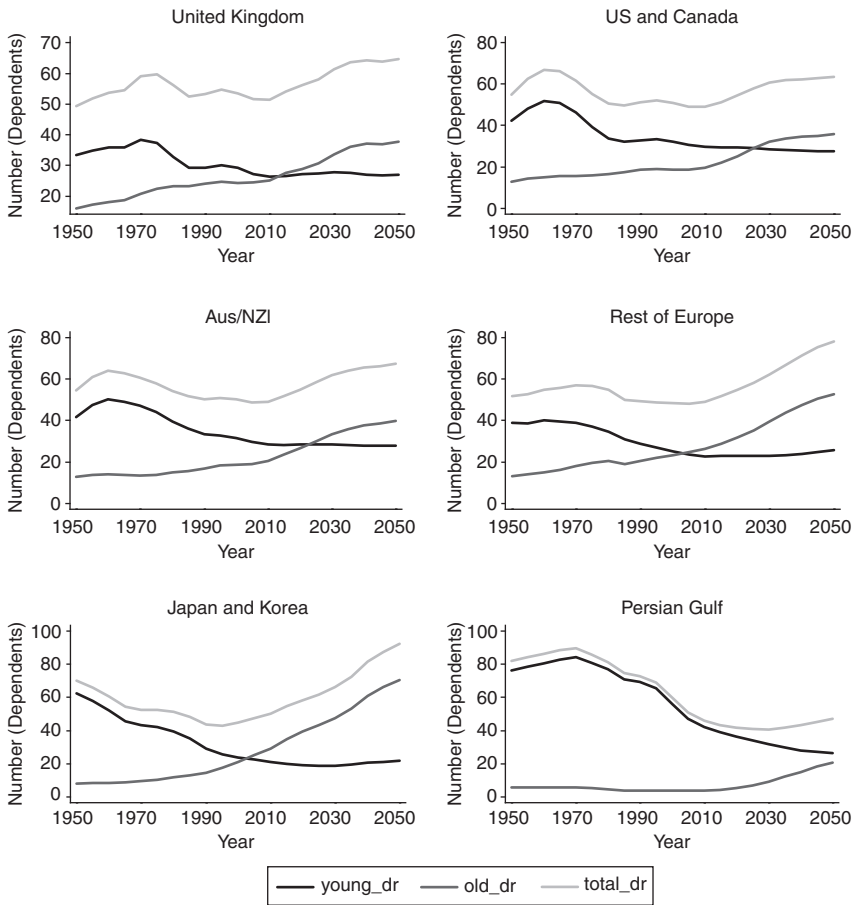 United Kingdom
Number (Dependents)
70
60
50
40
30
20
1950 1970 1990 2010 2030 2050
Year
US and Canada
Number (Dependents)
80
60
40
20
0
1950 1970 1990 2010 2030 2050
Year
Aus/NZl
Number (Dependents)
80
60
40
20
0
1950 1970 1990 2010 2030 2050
Year
Rest of Europe
Number (Dependents)
80
60
40
20
0
1950 1970 1990 2010 2030 2050
Year
Japan and Korea
Number (Dependents)
100
80
60
40
20
0
1950 1970 1990 2010 2030 2050
Year
Persian Gulf
Number (Dependents)
100
80
60
40
20
0
1950 1970 1990 2010 2030 2050
Year
young_dr old_dr total_dr